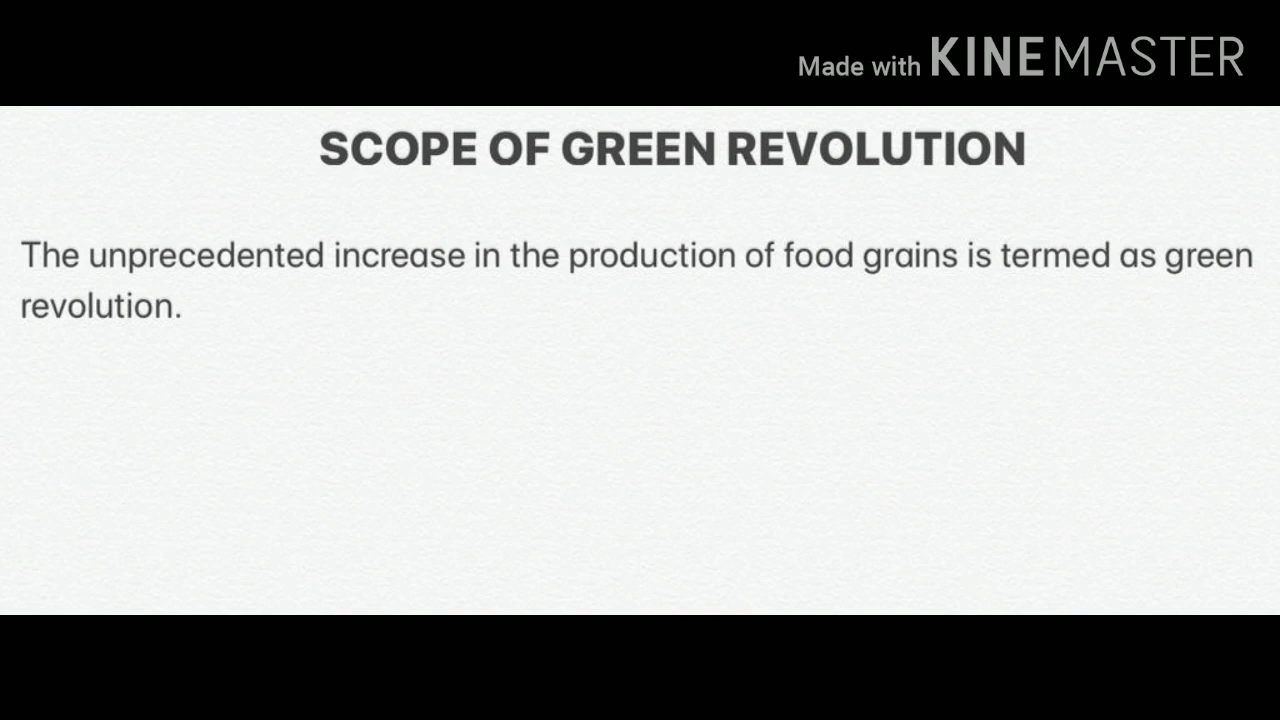 Made with KINEMASTER
SCOPE OF GREEN REVOLUTION
The unprecedented increase in the production of food grains is termed as green
revolution.